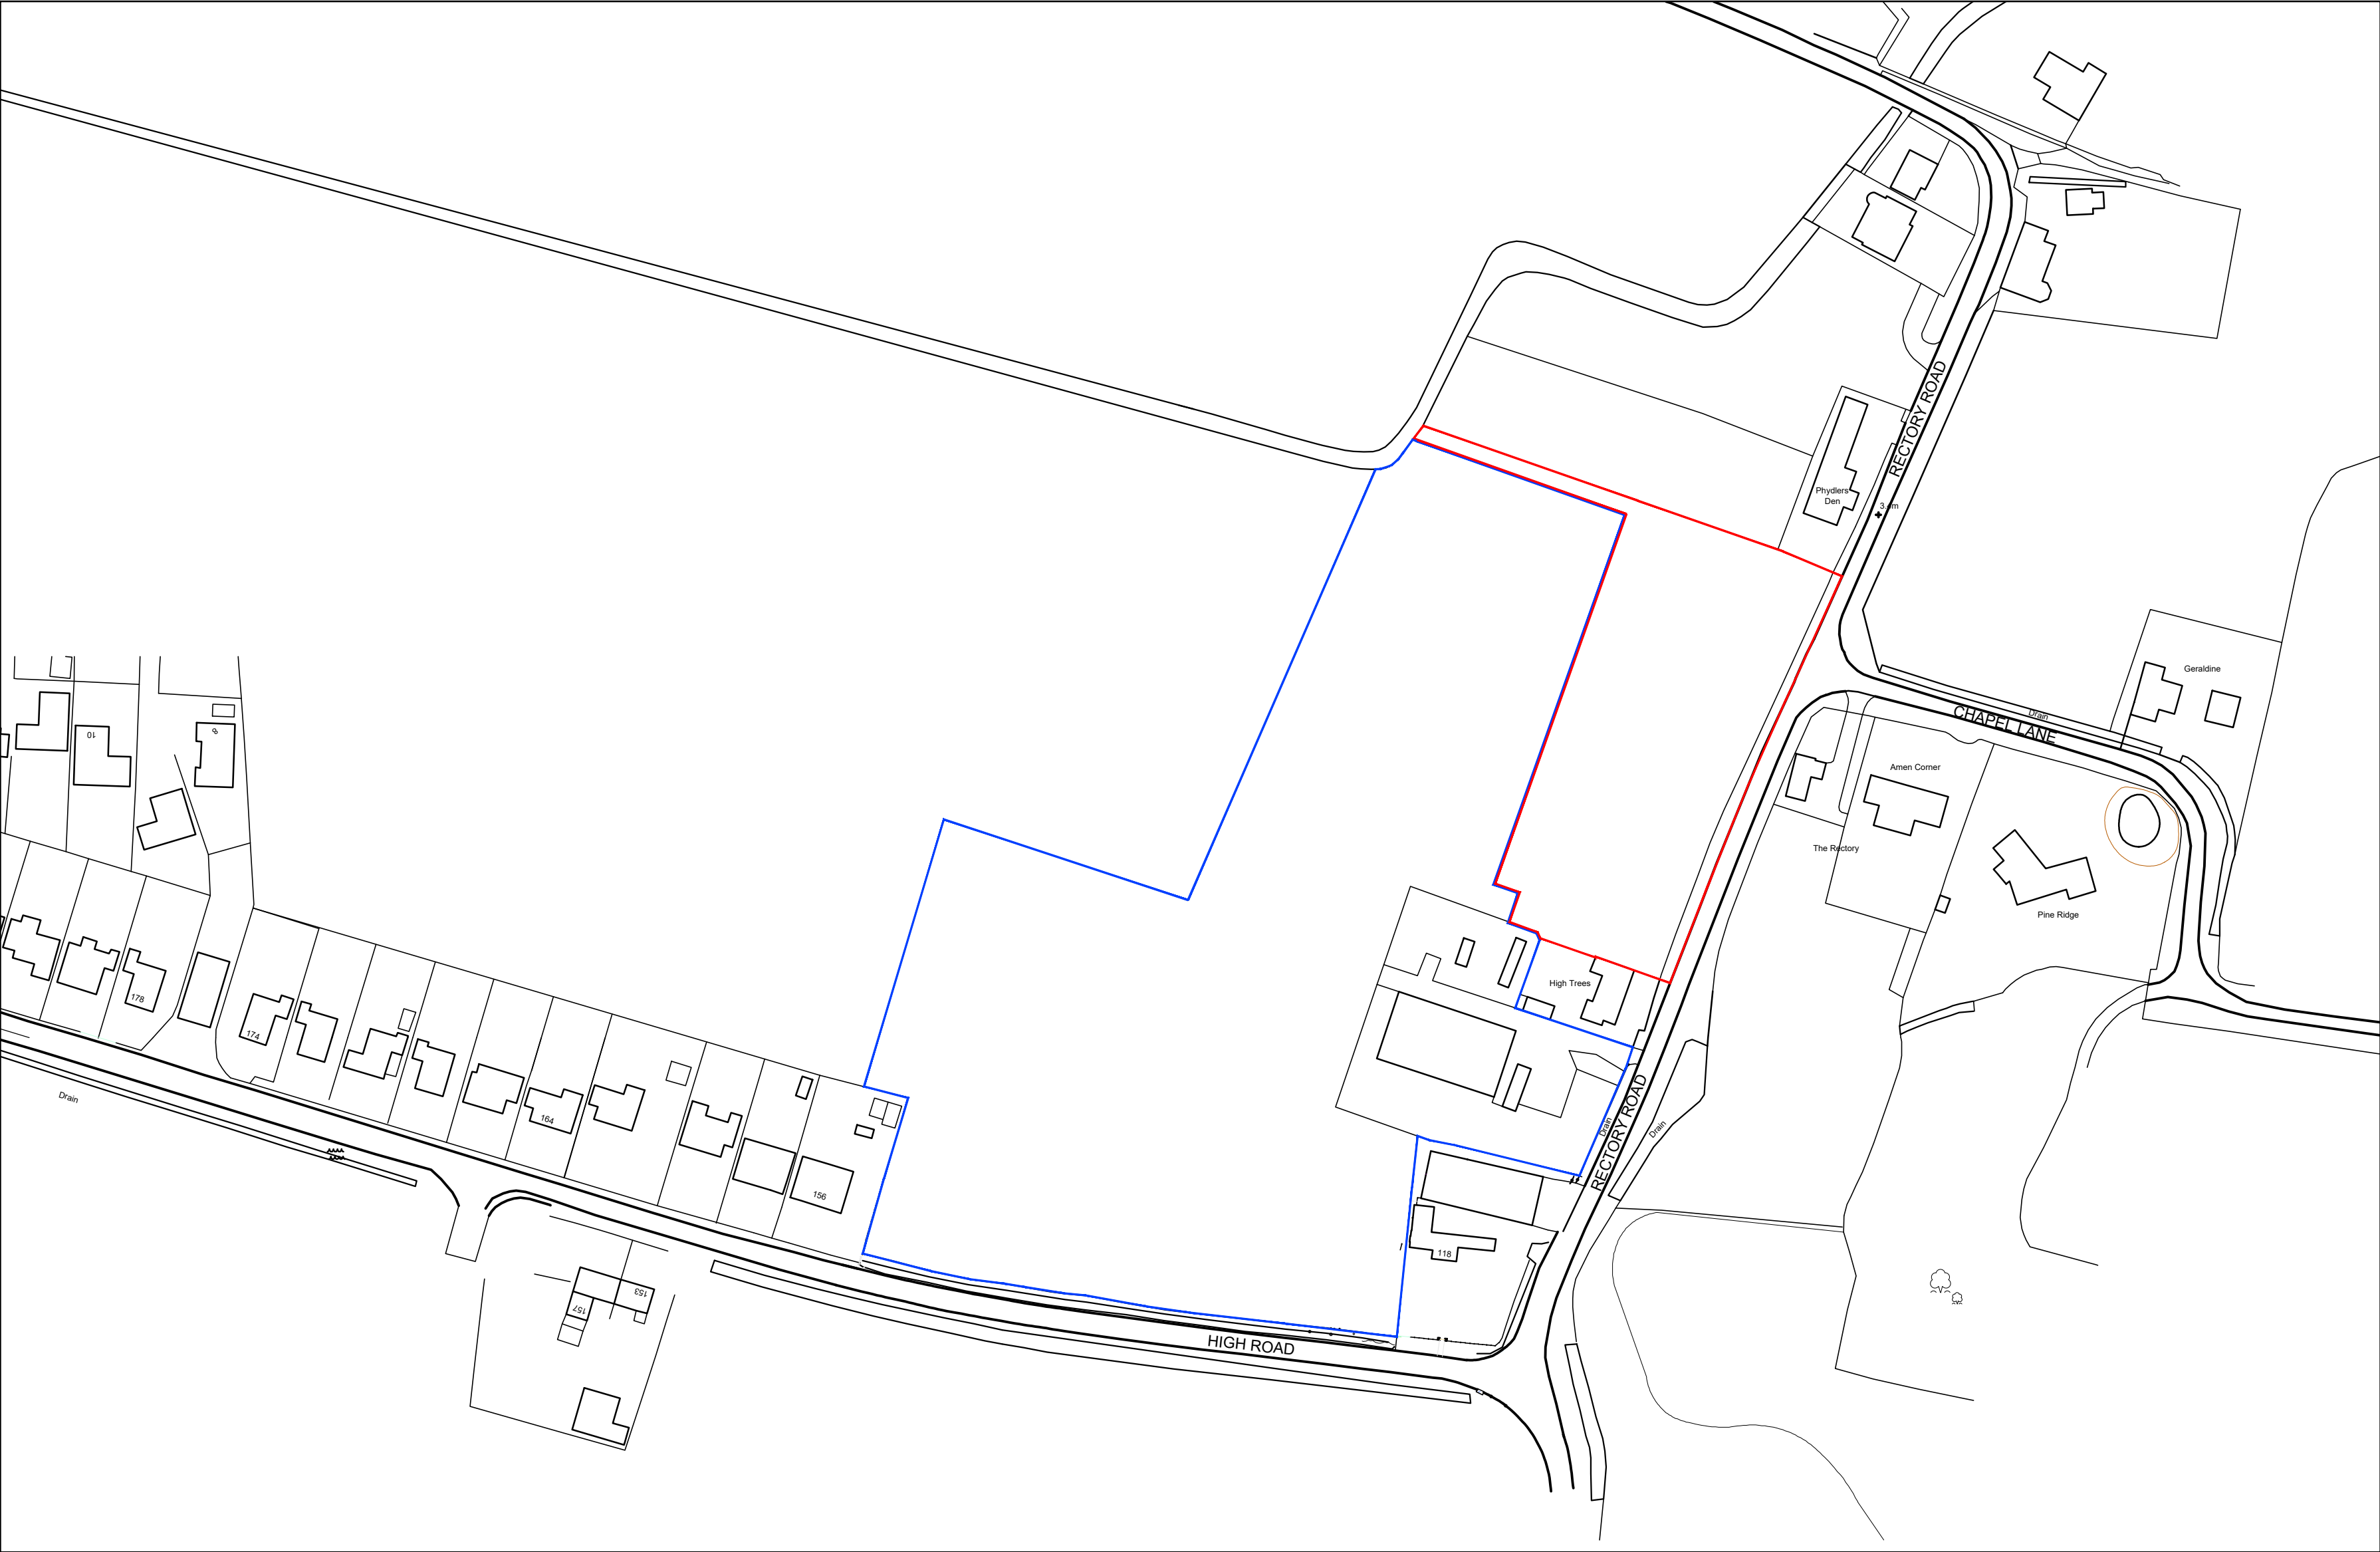 RECTORY ROAD
Phydlers
Den
Geraldine
Drain
CHAPEL LANE
10
8
Amen Corner
The Rectory
Pine Ridge
178
High Trees
174
Drain
164
RECTORY ROAD
Drain
Drain
156
118
153
157
HIGH ROAD